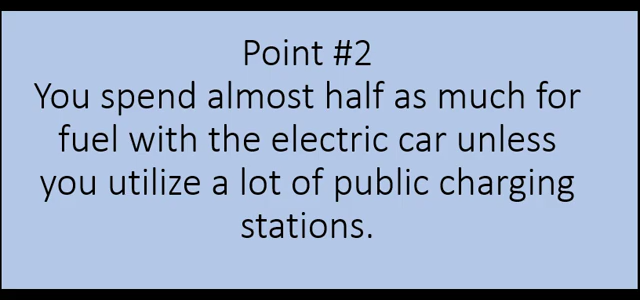 Point #2
You spend almost half as much for
fuel with the electric car unless
you utilize a lot of public charging
stations.